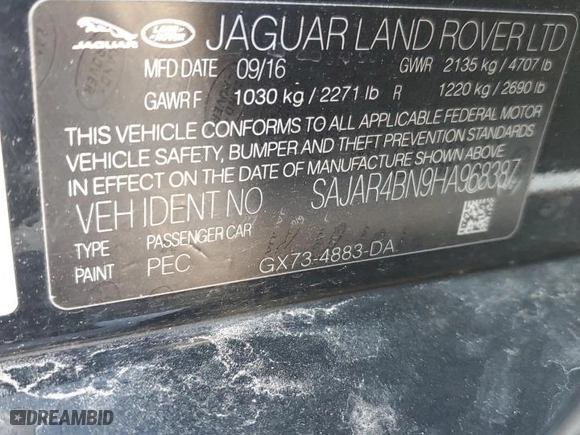 JAGUAR LAND ROVER JAGUAR LAND ROVER LTD
MFD DATE 09/16 GWR 2135 kg / 4707 lb
GAWR F 1030 kg / 2271 lb R 1220 kg / 2690 lb
THIS VEHICLE CONFORMS TO ALL APPLICABLE FEDERAL MOTOR
VEHICLE SAFETY, BUMPER AND THEFT PREVENTION STANDARDS
IN EFFECT ON THE DATE OF MANUFACTURE SHOWN ABOVE.
VEH IDENT NO SAJAR4BN9HA968387
TYPE PASSENGER CAR
PAINT PEC GX73-4883-DA
DREAMBID